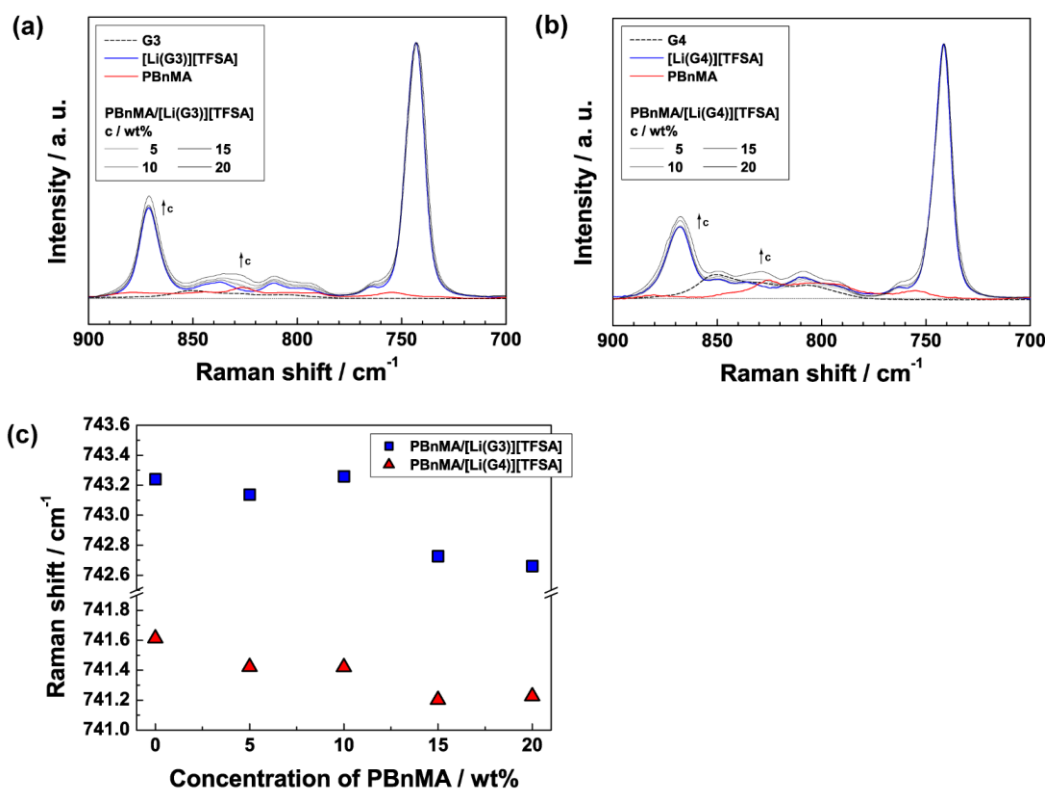 (a)
G3
[Li(G3)][TFSA]
PBnMA
PBnMA/[Li(G3)][TFSA]
c / wt%
5 15
10 20
c
c
Intensity / a. u.
900 850 800 750 700
Raman shift / cm-1
(b)
G4
[Li(G4)][TFSA]
PBnMA
PBnMA/[Li(G4)][TFSA]
c / wt%
5 15
10 20
c
c
Intensity / a. u.
900 850 800 750 700
Raman shift / cm-1
(c)
743.6
743.4
743.2
743.0
742.8
742.6
741.8
741.6
741.4
741.2
741.0
PBnMA/[Li(G3)][TFSA]
PBnMA/[Li(G4)][TFSA]
Raman shift / cm-1
0 5 10 15 20
Concentration of PBnMA / wt%